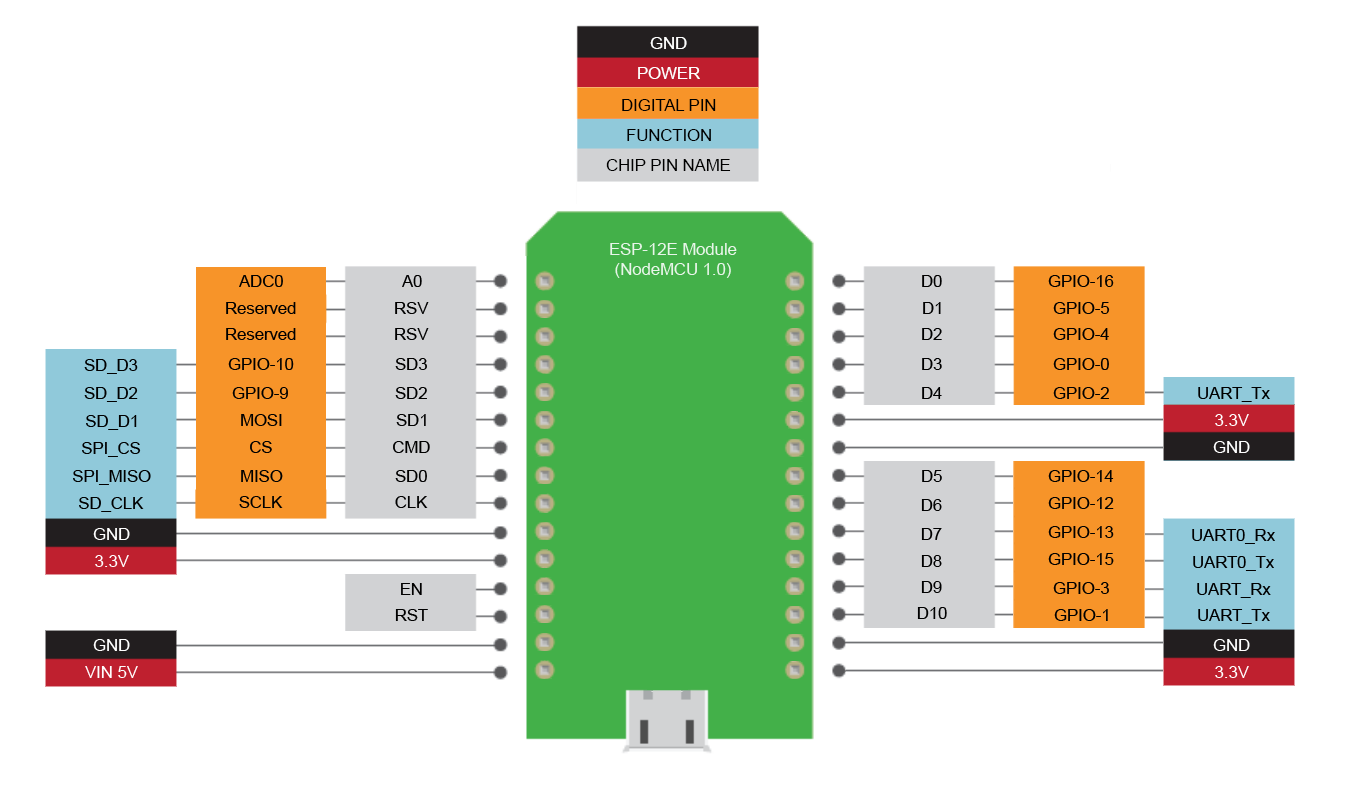 GND
POWER
DIGITAL PIN
FUNCTION
CHIP PIN NAME
ESP-12E Module
(NodeMCU 1.0)
ADC0 A0
Reserved RSV
Reserved RSV
SD_D3 GPIO-10 SD3
SD_D2 GPIO-9 SD2
SD_D1 MOSI SD1
SPI_CS CS CMD
SPI_MISO MISO SD0
SD_CLK SCLK CLK
GND
3.3V
EN
RST
GND
VIN 5V
D0 GPIO-16
D1 GPIO-5
D2 GPIO-4
D3 GPIO-0
D4 GPIO-2 UART_Tx
3.3V
GND
D5 GPIO-14
D6 GPIO-12
D7 GPIO-13 UART0_Rx
D8 GPIO-15 UART0_Tx
D9 GPIO-3 UART_Rx
D10 GPIO-1 UART_Tx
GND
3.3V